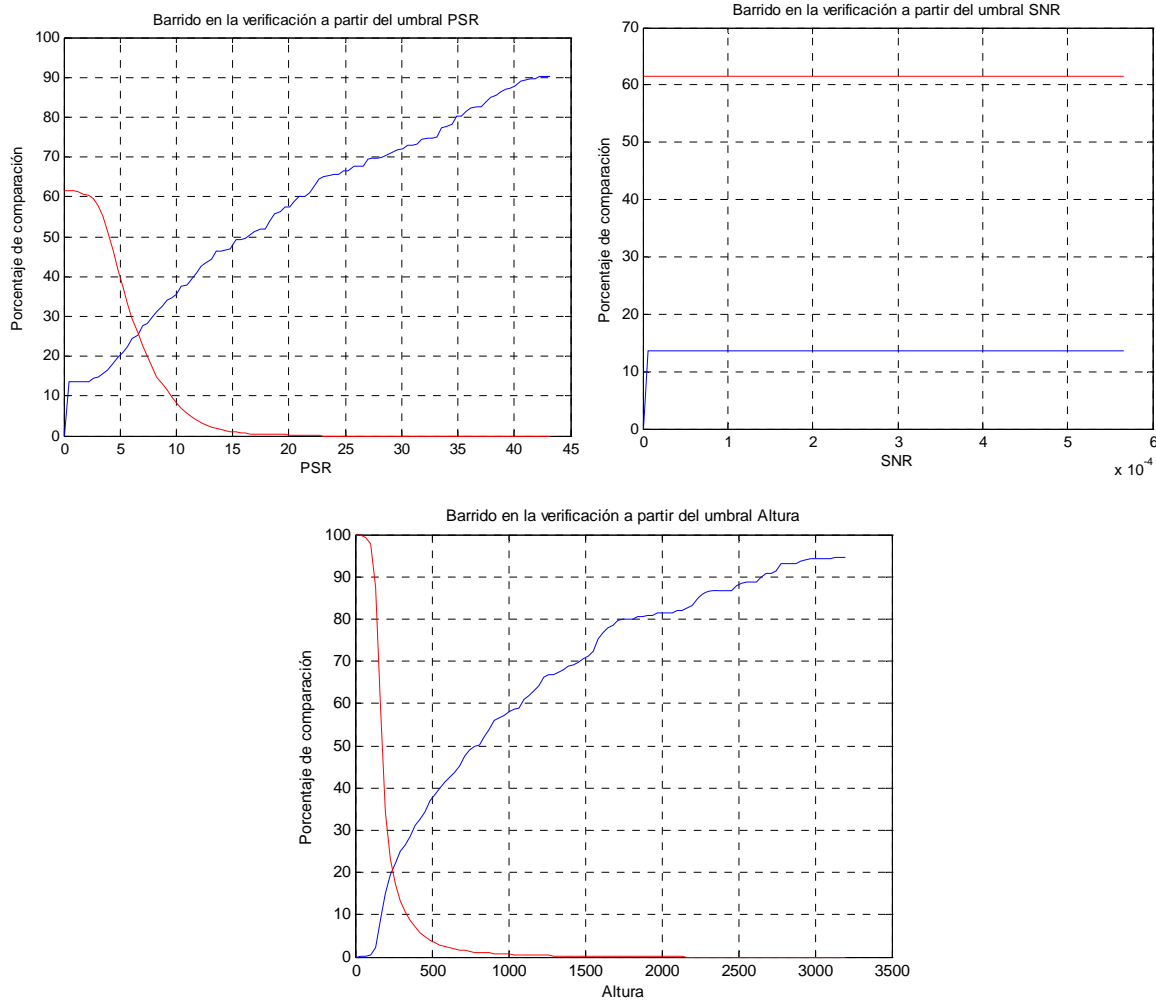 Barrido en la verificación a partir del umbral PSR
100
90
80
70
60
50
40
30
20
10
0
Porcentaje de comparación
0 5 10 15 20 25 30 35 40 45
PSR
Barrido en la verificación a partir del umbral SNR
70
60
50
40
30
20
10
0
Porcentaje de comparación
0 1 2 3 4 5 6
SNR
x 10⁻⁴
Barrido en la verificación a partir del umbral Altura
100
90
80
70
60
50
40
30
20
10
0
Porcentaje de comparación
0 500 1000 1500 2000 2500 3000 3500
Altura